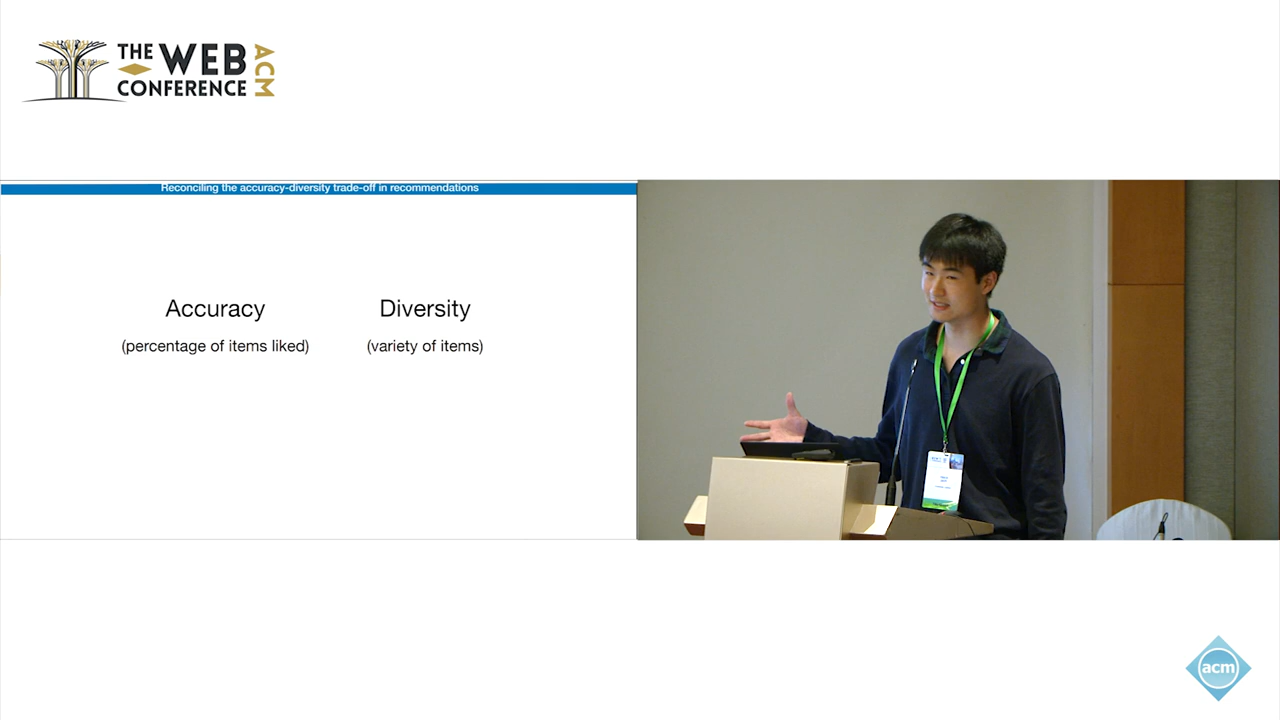 THE WEB
CONFERENCE
ACM
Reconciling the accuracy-diversity trade-off in recommendations
Accuracy
Diversity
(percentage of items liked)
(variety of items)
acm